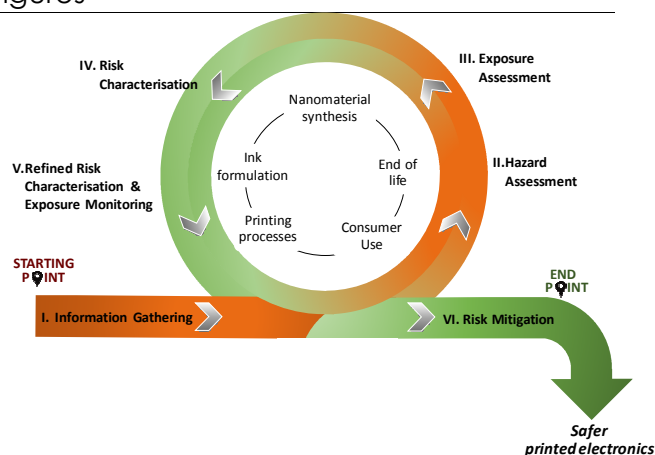 IV. Risk
Characterisation
III. Exposure
Assessment
Nanomaterial
synthesis
Ink
formulation
End of
life
V.Refined Risk
Characterisation &
Exposure Monitoring
II.Hazard
Assessment
Printing
processes
Consumer
Use
STARTING
POINT
END
POINT
I. Information Gathering
VI. Risk Mitigation
Safer
printed electronics